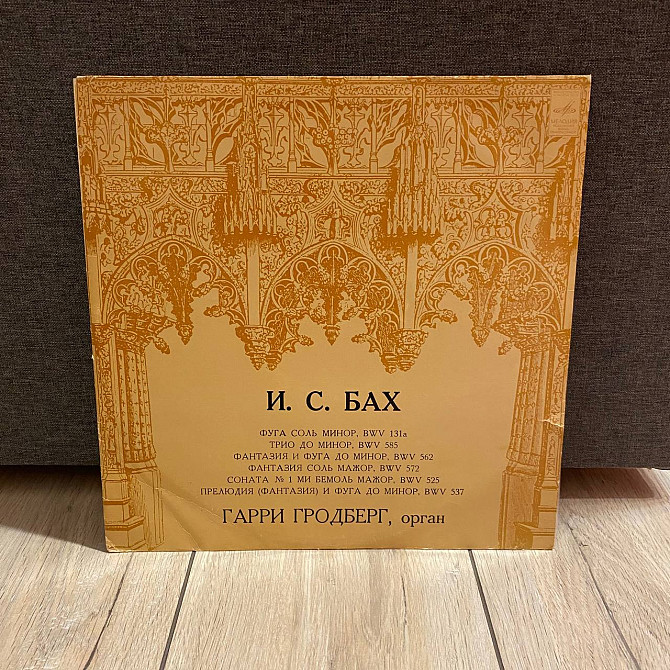 И. С. БАХ
ФУГА СОЛЬ МИНОР, BWV 131а
ТРИО ДО МИНОР, BWV 585
ФАНТАЗИЯ И ФУГА ДО МИНОР, BWV 562
ФАНТАЗИЯ СОЛЬ МАЖОР, BWV 572
СОНАТА № 1 МИ БЕМОЛЬ МАЖОР, BWV 525
ПРЕЛЮДИЯ (ФАНТАЗИЯ) И ФУГА ДО МИНОР, BWV 537
ГАРРИ ГРОДБЕРГ, орган